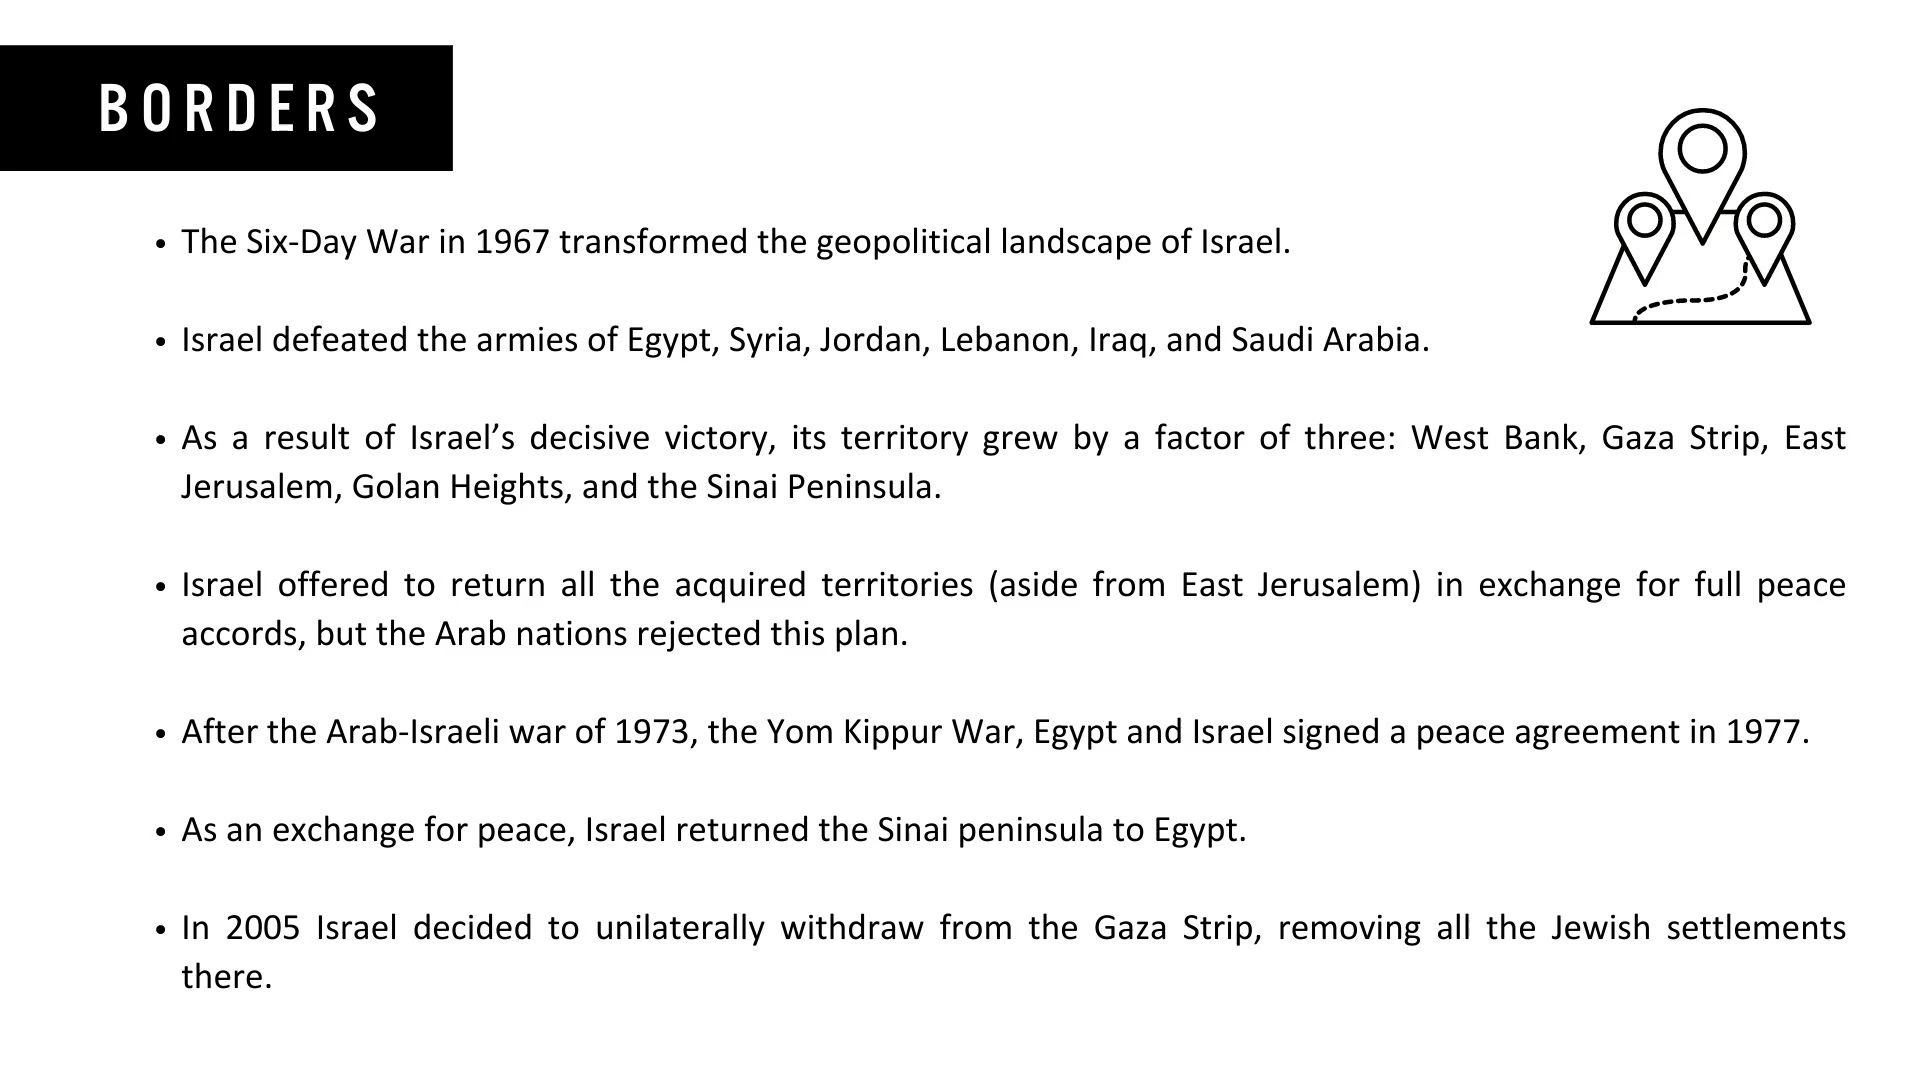 BORDERS
• The Six-Day War in 1967 transformed the geopolitical landscape of Israel.
• Israel defeated the armies of Egypt, Syria, Jordan, Lebanon, Iraq, and Saudi Arabia.
• As a result of Israel’s decisive victory, its territory grew by a factor of three: West Bank, Gaza Strip, East
Jerusalem, Golan Heights, and the Sinai Peninsula.
• Israel offered to return all the acquired territories (aside from East Jerusalem) in exchange for full peace
accords, but the Arab nations rejected this plan.
• After the Arab-Israeli war of 1973, the Yom Kippur War, Egypt and Israel signed a peace agreement in 1977.
• As an exchange for peace, Israel returned the Sinai peninsula to Egypt.
• In 2005 Israel decided to unilaterally withdraw from the Gaza Strip, removing all the Jewish settlements
there.